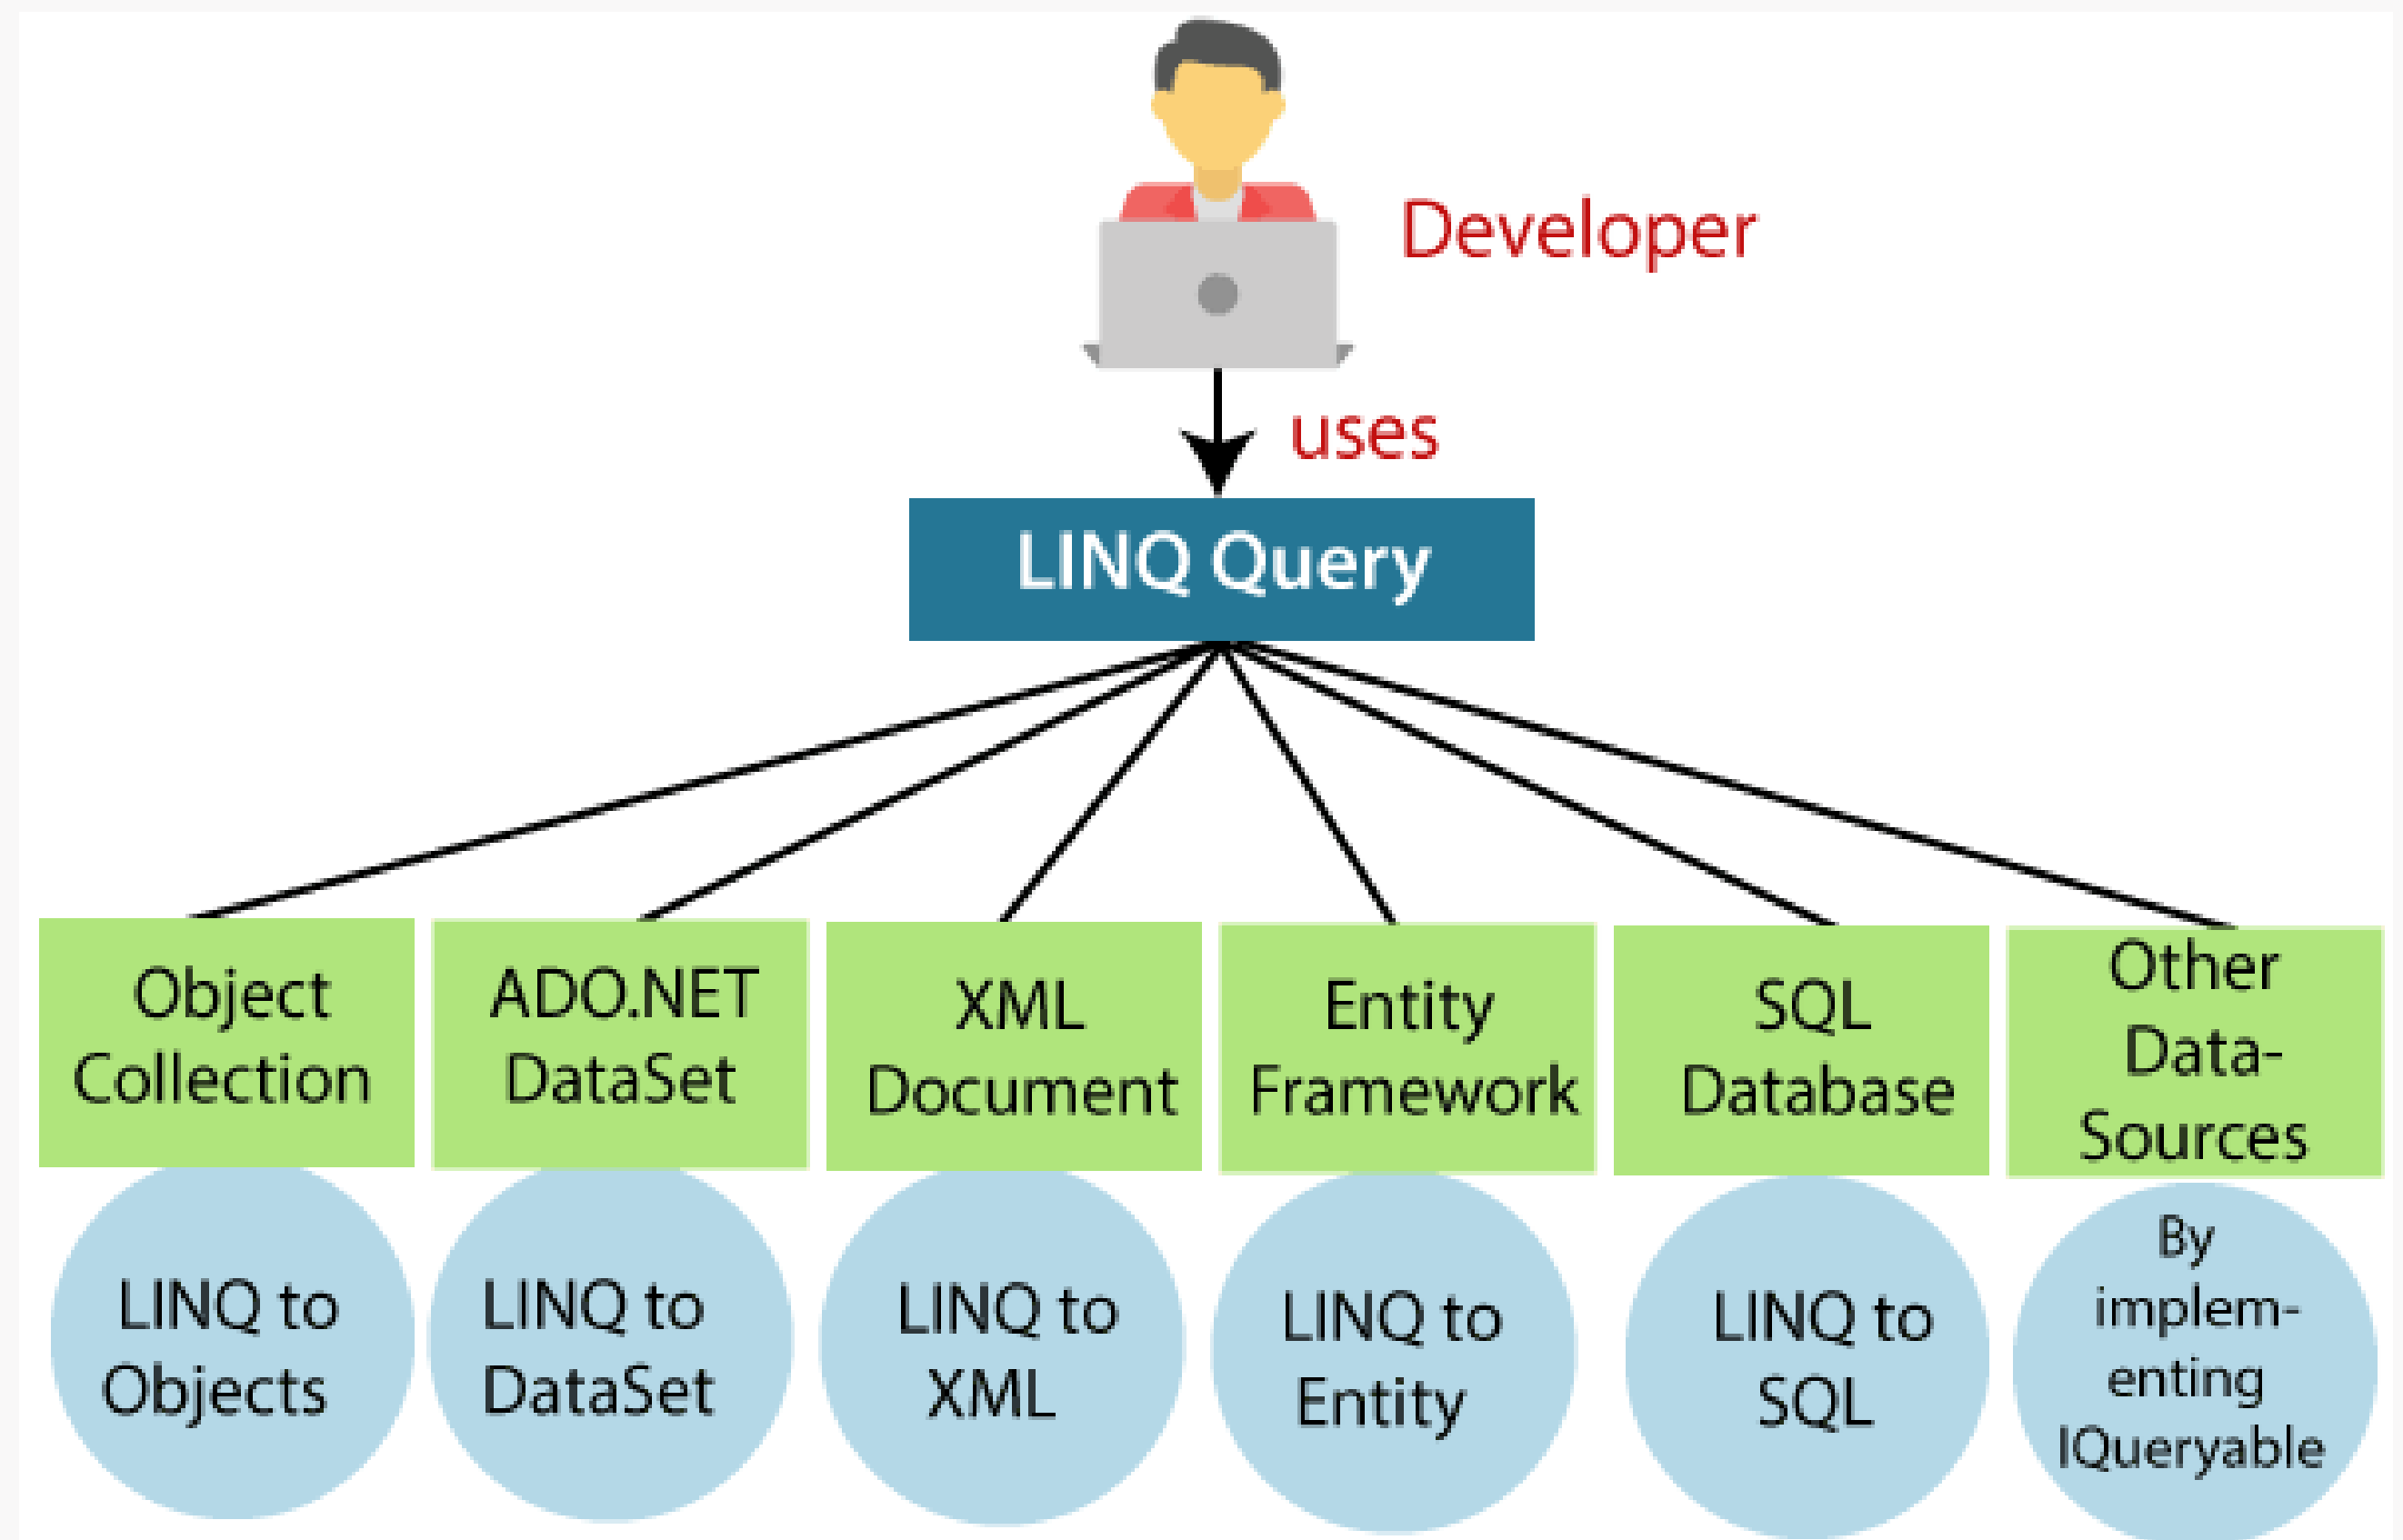 Developer
uses
LINQ Query
Object
Collection
ADO.NET
DataSet
XML
Document
Entity
Framework
SQL
Database
Other
Data-
Sources
LINQ to
Objects
LINQ to
DataSet
LINQ to
XML
LINQ to
Entity
LINQ to
SQL
By
implem-
enting
IQueryable